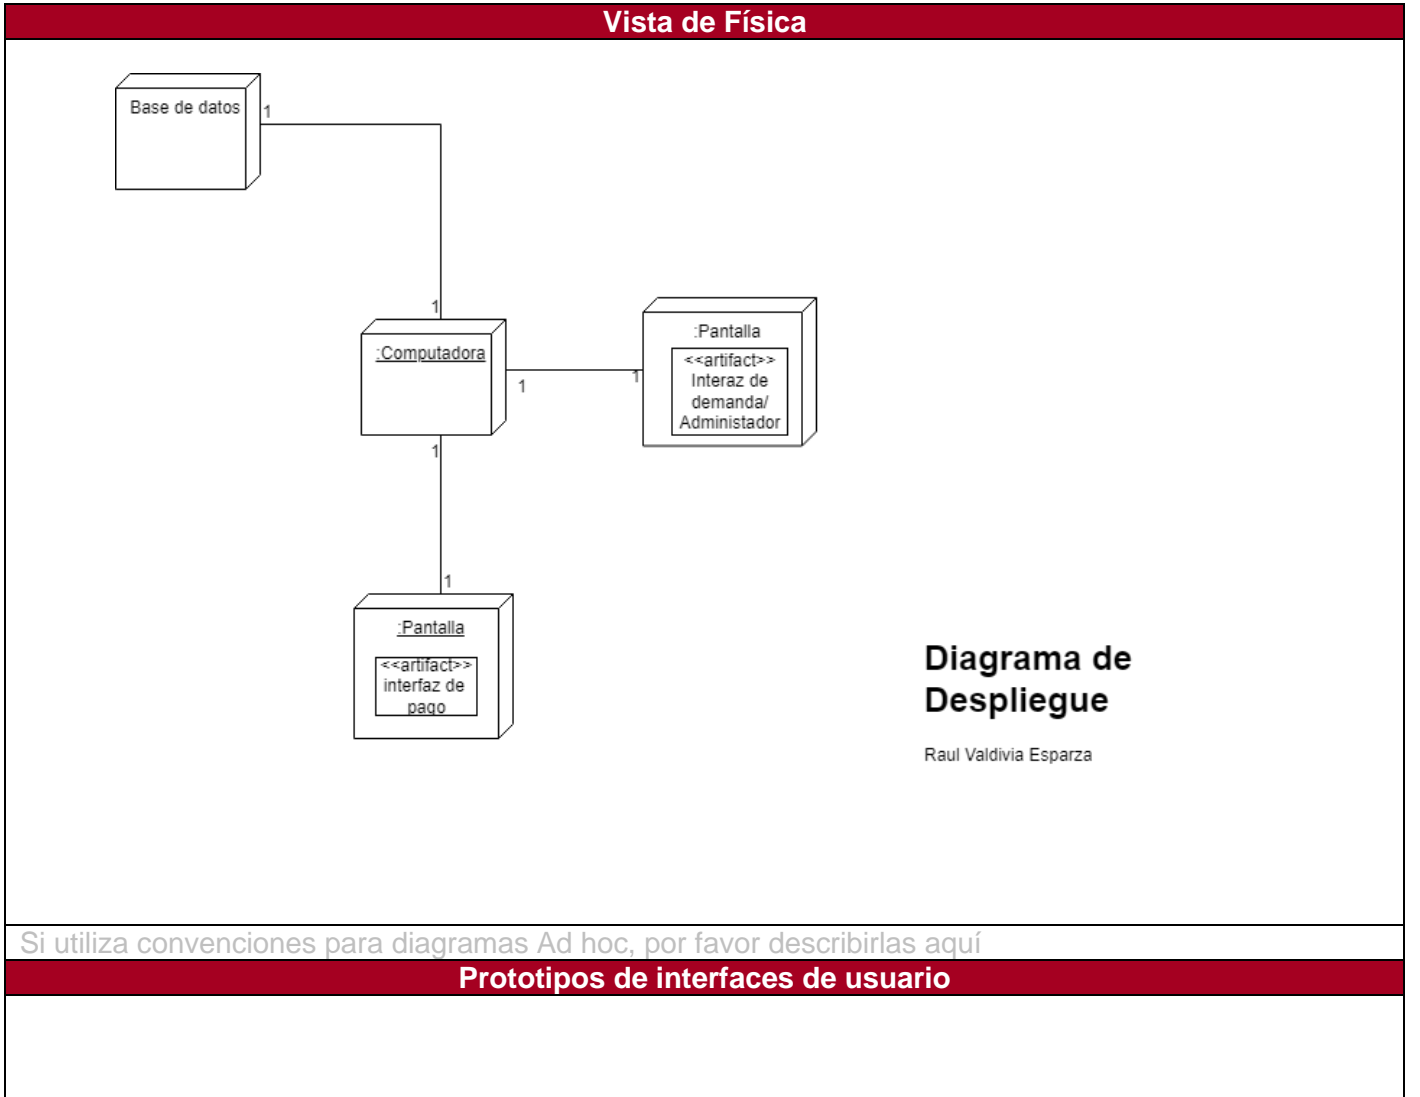 Vista de Física
Base de datos
1
1
:Computadora
1
1
:Pantalla
<<artifact>>
Interaz de
demanda/
Administador
1
1
:Pantalla
<<artifact>>
interfaz de
pago
Diagrama de
Despliegue
Raul Valdivia Esparza
Si utiliza convenciones para diagramas Ad hoc, por favor describirlas aquí
Prototipos de interfaces de usuario